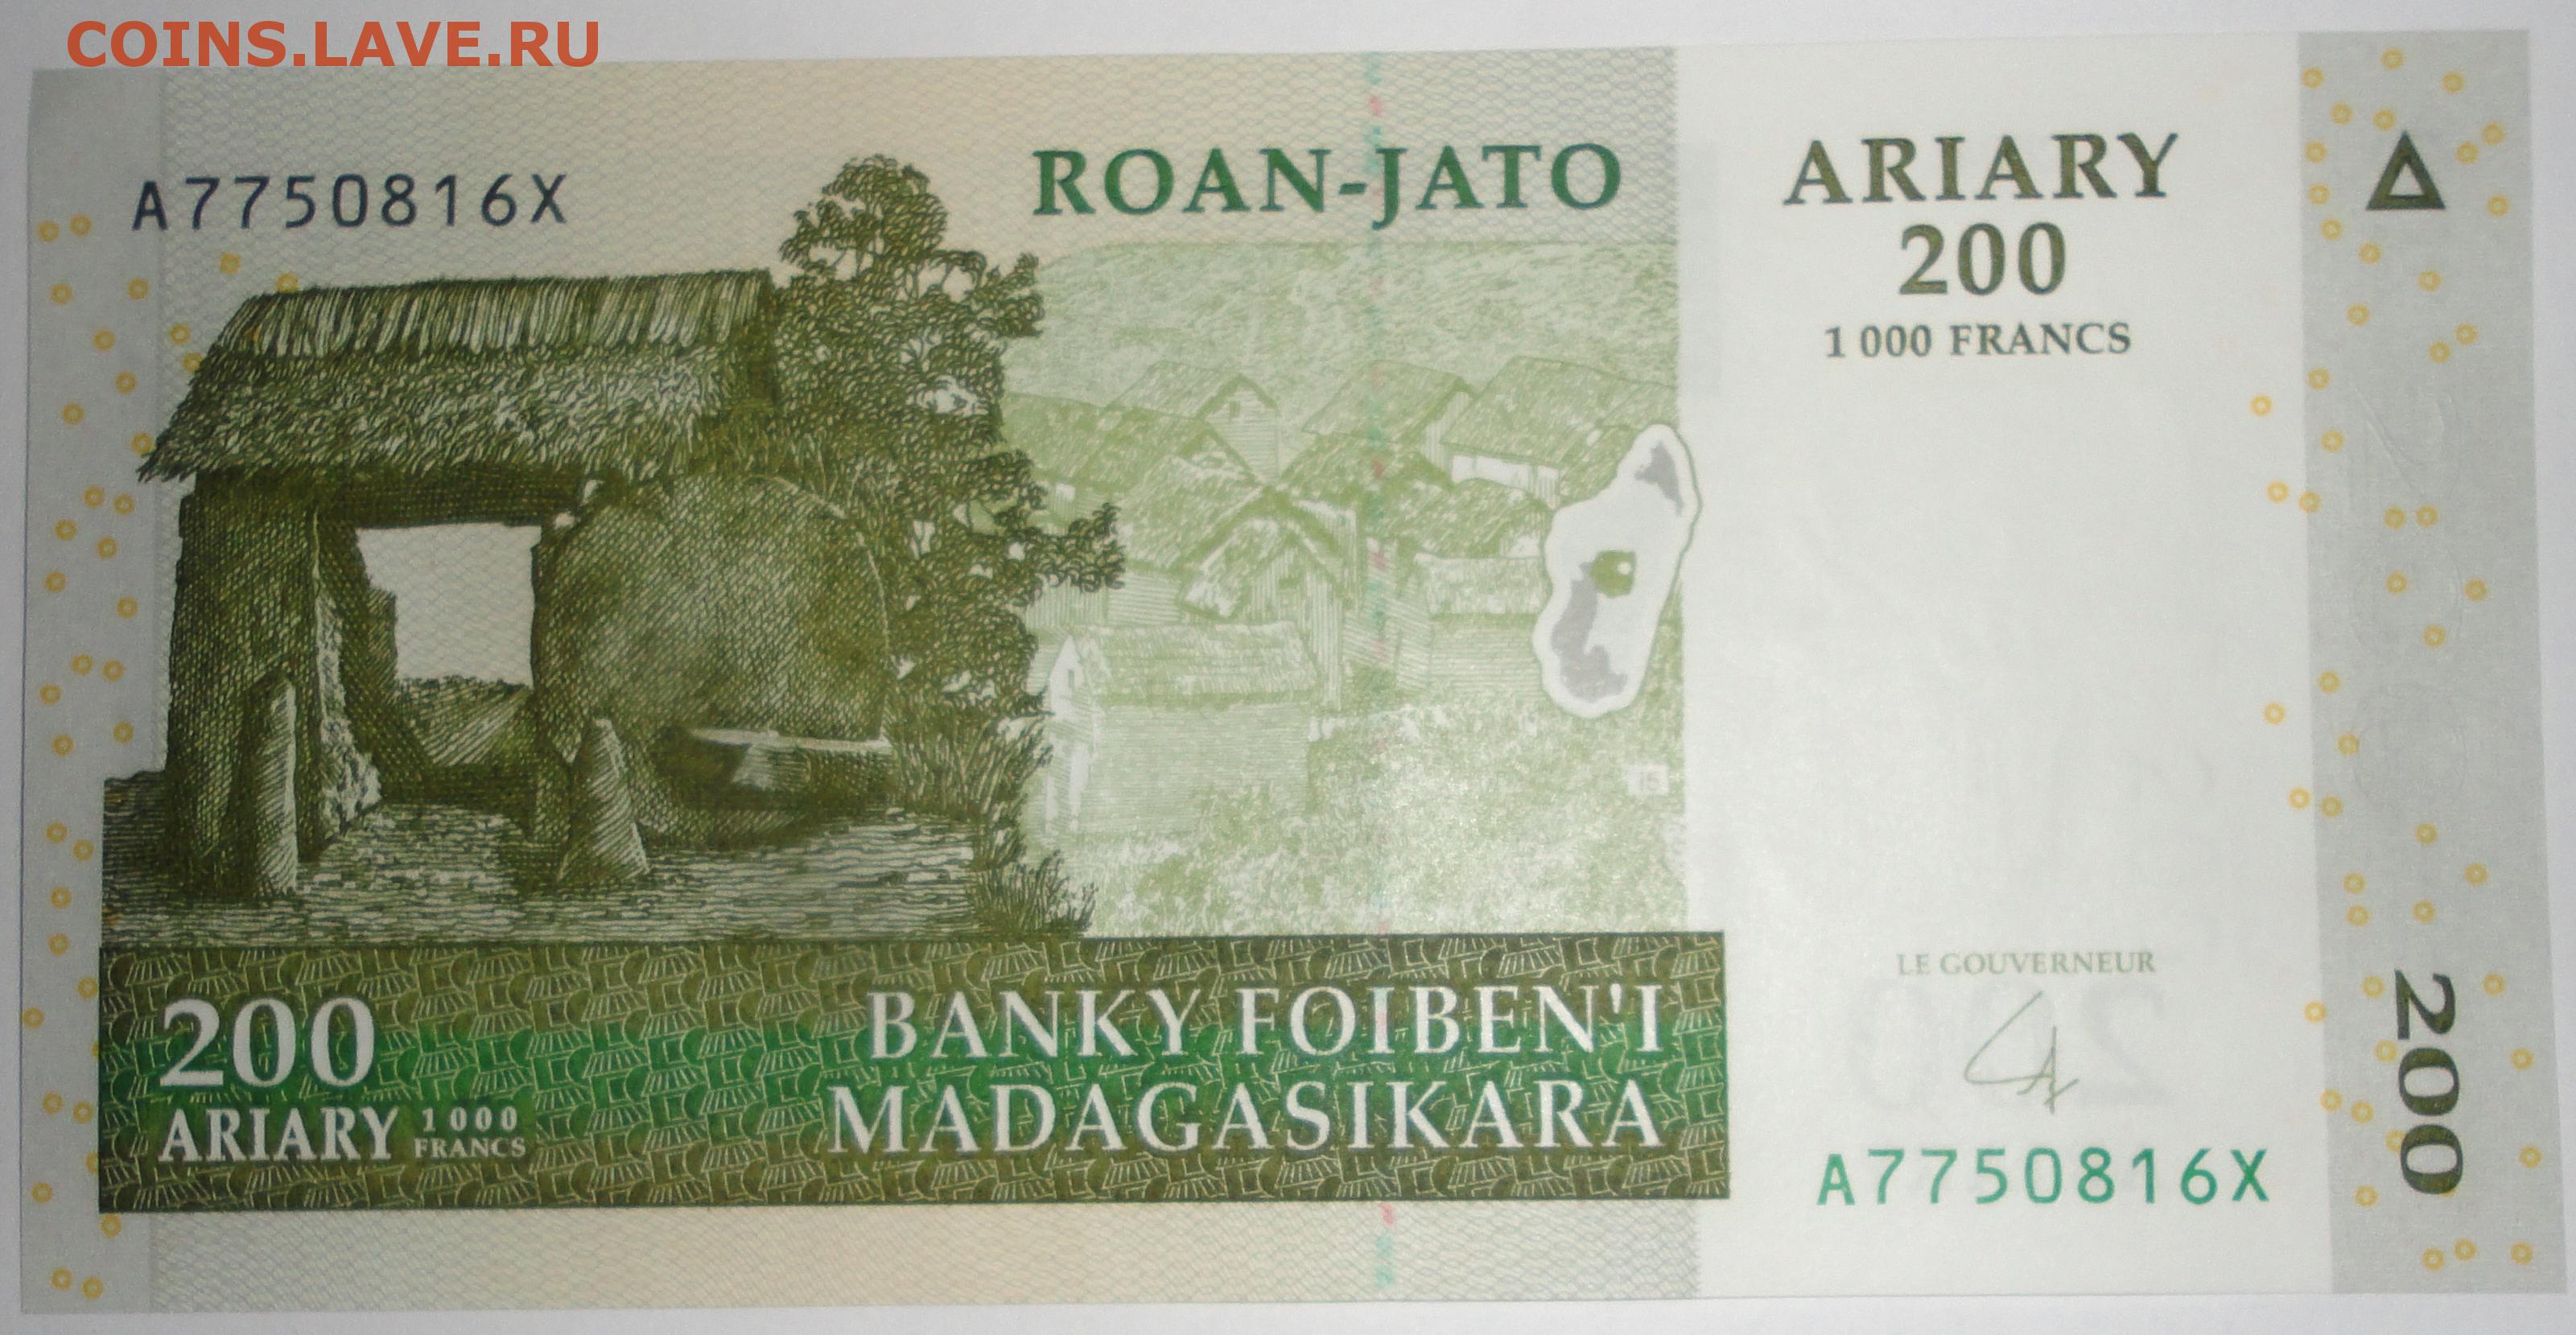 COINS.LAVE.RU
A7750816X
ROAN-JATO
ARIARY
200
1 000 FRANCS
15
LE GOUVERNEUR
200
ARIARY 1 000
FRANCS
BANKY FOIBEN'I
MADAGASIKARA
A7750816X
200